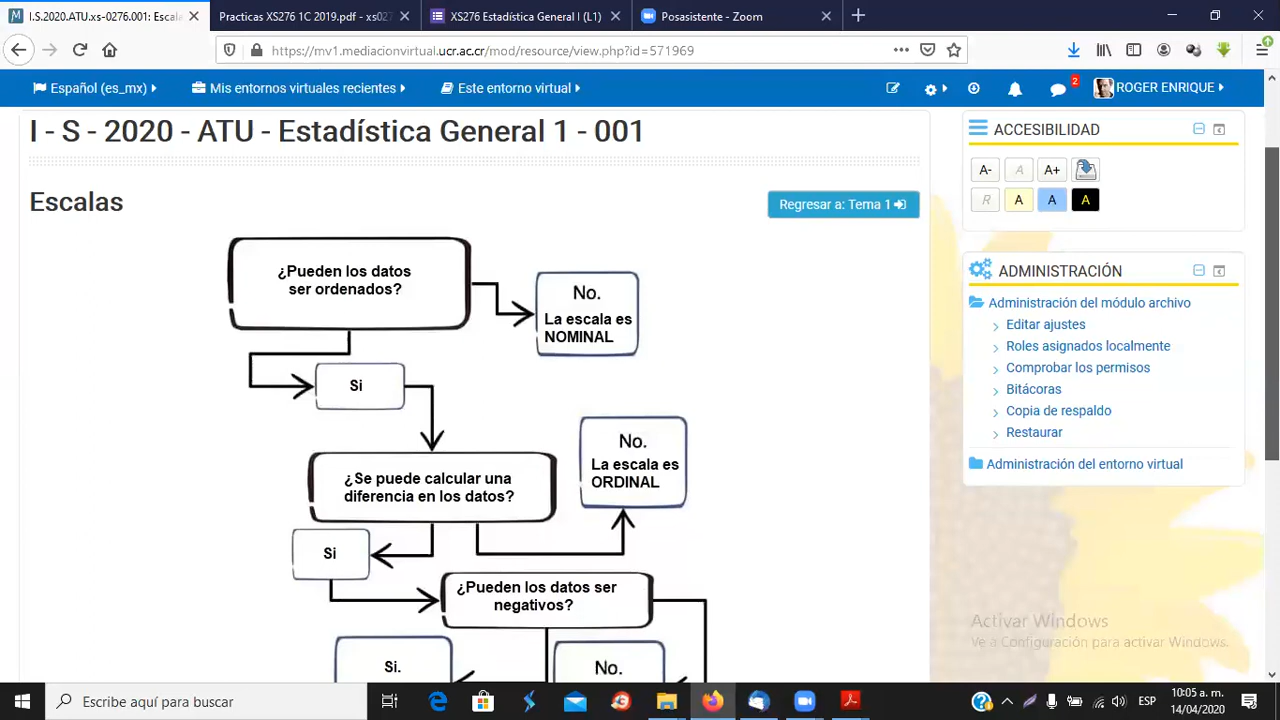 I.S.2020.ATU.xs-0276.001: Escala
Practicas XS276 1C 2019.pdf - xs027
XS276 Estadística General I (L1)
Posasistente - Zoom
https://mv1.mediacionvirtual.ucr.ac.cr/mod/resource/view.php?id=571969
Español (es_mx)
Mis entornos virtuales recientes
Este entorno virtual
2
ROGER ENRIQUE
I - S - 2020 - ATU - Estadística General 1 - 001
Escalas
Regresar a: Tema 1
¿Pueden los datos
ser ordenados?
No.
La escala es
NOMINAL
Si
¿Se puede calcular una
diferencia en los datos?
No.
La escala es
ORDINAL
Si
¿Pueden los datos ser
negativos?
Si.
No.
ACCESIBILIDAD
A-
A
A+
R
A
A
A
ADMINISTRACIÓN
Administración del módulo archivo
Editar ajustes
Roles asignados localmente
Comprobar los permisos
Bitácoras
Copia de respaldo
Restaurar
Administración del entorno virtual
Activar Windows
Ve a Configuración para activar Windows.
Escribe aquí para buscar
ESP
10:05 a. m.
14/04/2020